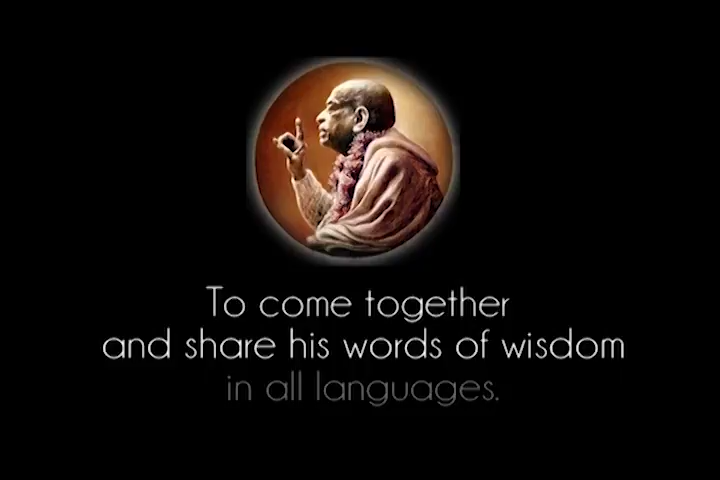 To come together
and share his words of wisdom
in all languages.